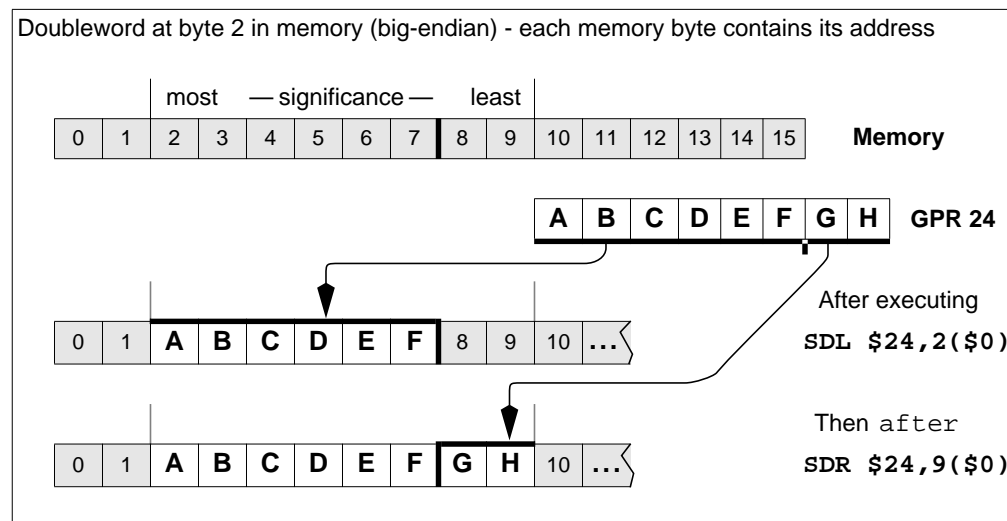 Doubleword at byte 2 in memory (big-endian) - each memory byte contains its address
most — significance — least
0 1 2 3 4 5 6 7 8 9 10 11 12 13 14 15 Memory
A B C D E F G H GPR 24
After executing
0 1 A B C D E F 8 9 10 ... SDL $24,2($0)
Then after
0 1 A B C D E F G H 10 ... SDR $24,9($0)